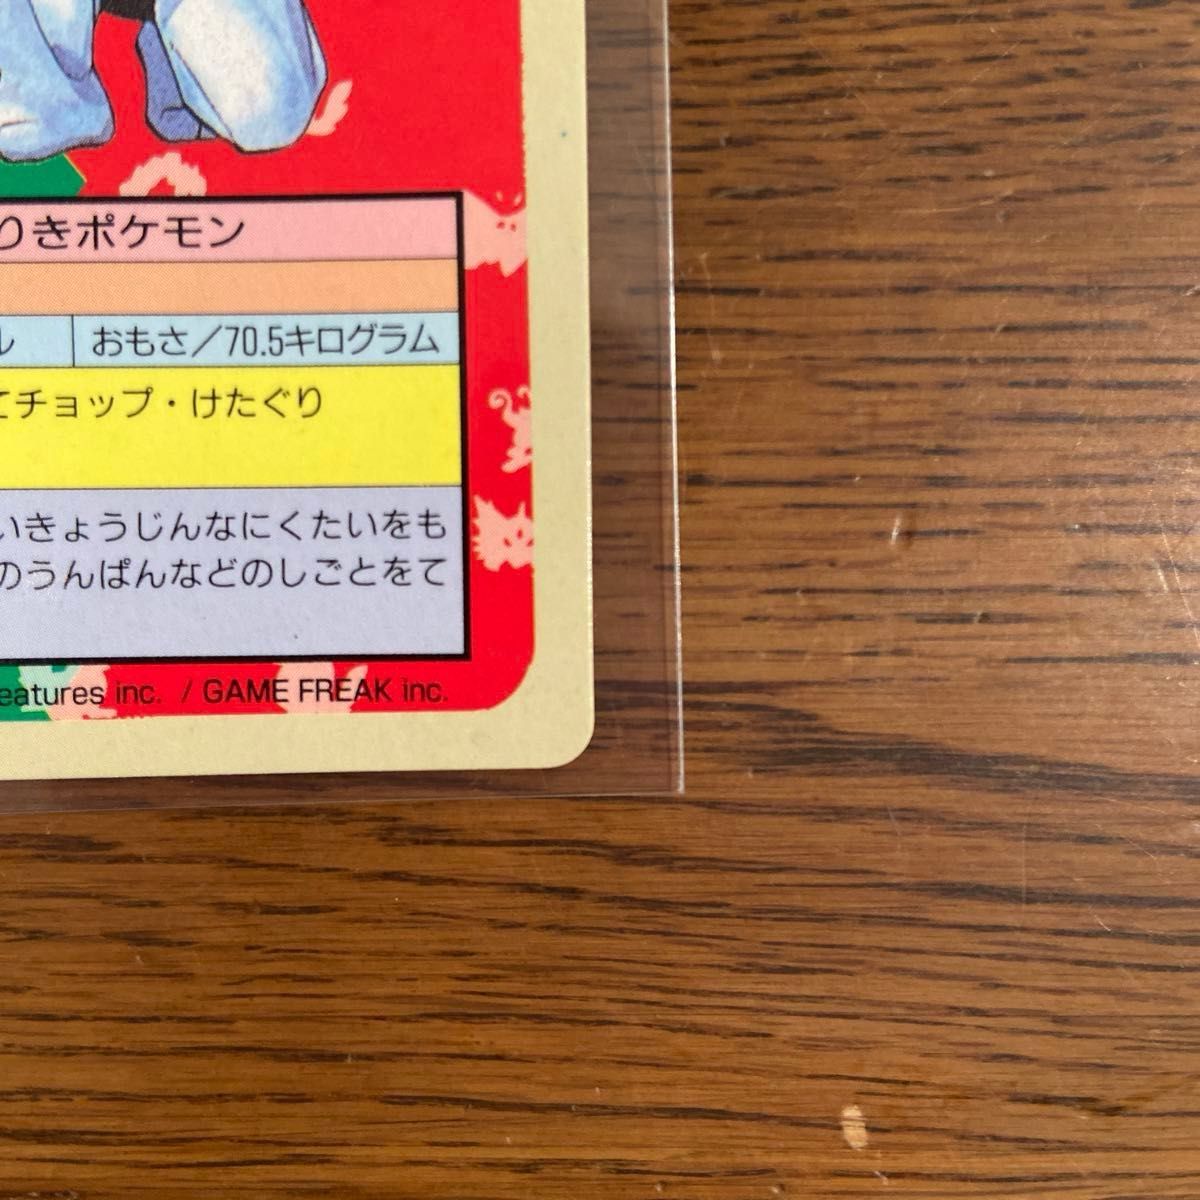 りきポケモン
ル おもさ／70.5キログラム
てチョップ・けたぐり
いきょうじんなにくたいをも
のうんぱんなどのしごとをて
eatures inc. / GAME FREAK inc.